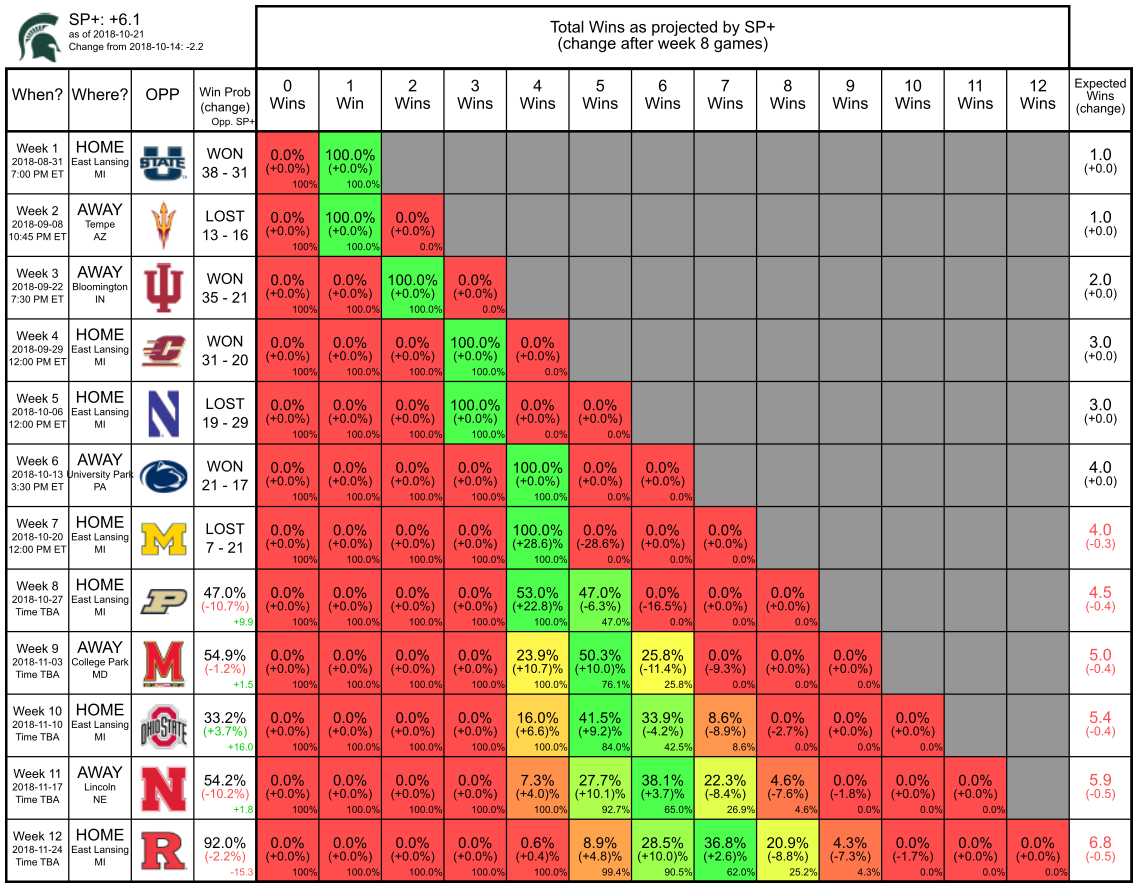 SP+: +6.1
as of 2018-10-21
Change from 2018-10-14: -2.2
Total Wins as projected by SP+
(change after week 8 games)
When? Where? OPP Win Prob (change) Opp. SP+ 0 Wins 1 Win 2 Wins 3 Wins 4 Wins 5 Wins 6 Wins 7 Wins 8 Wins 9 Wins 10 Wins 11 Wins 12 Wins Expected Wins (change)
Week 1 HOME
2018-08-31 East Lansing U STATE WON 0.0% 100.0% 1.0
7:00 PM ET MI 38 - 31 (+0.0%) (+0.0%) (+0.0)
100% 100.0%
Week 2 AWAY
2018-09-08 Tempe LOST 0.0% 100.0% 0.0% 1.0
10:45 PM ET AZ 13 - 16 (+0.0%) (+0.0%) (+0.0%) (+0.0)
100% 100.0% 0.0%
Week 3 AWAY
2018-09-22 Bloomington WON 0.0% 0.0% 100.0% 0.0% 2.0
7:30 PM ET IN 35 - 21 (+0.0%) (+0.0%) (+0.0%) (+0.0%) (+0.0)
100% 100.0% 100.0% 0.0%
Week 4 HOME
2018-09-29 East Lansing C WON 0.0% 0.0% 0.0% 100.0% 0.0% 3.0
12:00 PM ET MI 31 - 20 (+0.0%) (+0.0%) (+0.0%) (+0.0%) (+0.0%) (+0.0)
100% 100.0% 100.0% 100.0% 0.0%
Week 5 HOME
2018-10-06 East Lansing N LOST 0.0% 0.0% 0.0% 100.0% 0.0% 0.0% 3.0
12:00 PM ET MI 19 - 29 (+0.0%) (+0.0%) (+0.0%) (+0.0%) (+0.0%) (+0.0%) (+0.0)
100% 100.0% 100.0% 100.0% 0.0% 0.0%
Week 6 AWAY
2018-10-13 University Park WON 0.0% 0.0% 0.0% 0.0% 100.0% 0.0% 0.0% 4.0
3:30 PM ET PA 21 - 17 (+0.0%) (+0.0%) (+0.0%) (+0.0%) (+0.0%) (+0.0%) (+0.0%) (+0.0)
100% 100.0% 100.0% 100.0% 100.0% 0.0% 0.0%
Week 7 HOME
2018-10-20 East Lansing M LOST 0.0% 0.0% 0.0% 0.0% 100.0% 0.0% 0.0% 0.0% 4.0
12:00 PM ET MI 7 - 21 (+0.0%) (+0.0%) (+0.0%) (+0.0%) (+28.6%) (-28.6%) (+0.0%) (+0.0%) (-0.3)
100% 100.0% 100.0% 100.0% 100.0% 0.0% 0.0% 0.0%
Week 8 HOME
2018-10-27 East Lansing P 47.0% 0.0% 0.0% 0.0% 0.0% 53.0% 47.0% 0.0% 0.0% 0.0% 4.5
Time TBA MI (-10.7%) (+0.0%) (+0.0%) (+0.0%) (+0.0%) (+22.8%) (-6.3%) (-16.5%) (+0.0%) (+0.0%) (-0.4)
+9.9 100% 100.0% 100.0% 100.0% 100.0% 47.0% 0.0% 0.0% 0.0%
Week 9 AWAY
2018-11-03 College Park M 54.9% 0.0% 0.0% 0.0% 0.0% 23.9% 50.3% 25.8% 0.0% 0.0% 0.0% 5.0
Time TBA MD (-1.2%) (+0.0%) (+0.0%) (+0.0%) (+0.0%) (+10.7%) (+10.0%) (-11.4%) (-9.3%) (+0.0%) (+0.0%) (-0.4)
+1.5 100% 100.0% 100.0% 100.0% 100.0% 76.1% 25.8% 0.0% 0.0% 0.0%
Week 10 HOME
2018-11-10 East Lansing OHIO STATE 33.2% 0.0% 0.0% 0.0% 0.0% 16.0% 41.5% 33.9% 8.6% 0.0% 0.0% 0.0% 5.4
Time TBA MI (+3.7%) (+0.0%) (+0.0%) (+0.0%) (+0.0%) (+6.6%) (+9.2%) (-4.2%) (-8.9%) (-2.7%) (+0.0%) (+0.0%) (-0.4)
+16.0 100% 100.0% 100.0% 100.0% 100.0% 84.0% 42.5% 8.6% 0.0% 0.0% 0.0%
Week 11 AWAY
2018-11-17 Lincoln N 54.2% 0.0% 0.0% 0.0% 0.0% 7.3% 27.7% 38.1% 22.3% 4.6% 0.0% 0.0% 0.0% 5.9
Time TBA NE (-10.2%) (+0.0%) (+0.0%) (+0.0%) (+0.0%) (+4.0%) (+10.1%) (+3.7%) (-8.4%) (-7.6%) (-1.8%) (+0.0%) (+0.0%) (-0.5)
+1.8 100% 100.0% 100.0% 100.0% 100.0% 92.7% 65.0% 26.9% 4.6% 0.0% 0.0% 0.0%
Week 12 HOME
2018-11-24 East Lansing R 92.0% 0.0% 0.0% 0.0% 0.0% 0.6% 8.9% 28.5% 36.8% 20.9% 4.3% 0.0% 0.0% 0.0% 6.8
Time TBA MI (-2.2%) (+0.0%) (+0.0%) (+0.0%) (+0.0%) (+0.4%) (+4.8%) (+10.0%) (+2.6%) (-8.8%) (-7.3%) (-1.7%) (+0.0%) (+0.0%) (-0.5)
-15.3 100% 100.0% 100.0% 100.0% 100.0% 99.4% 90.5% 62.0% 25.2% 4.3% 0.0% 0.0% 0.0%